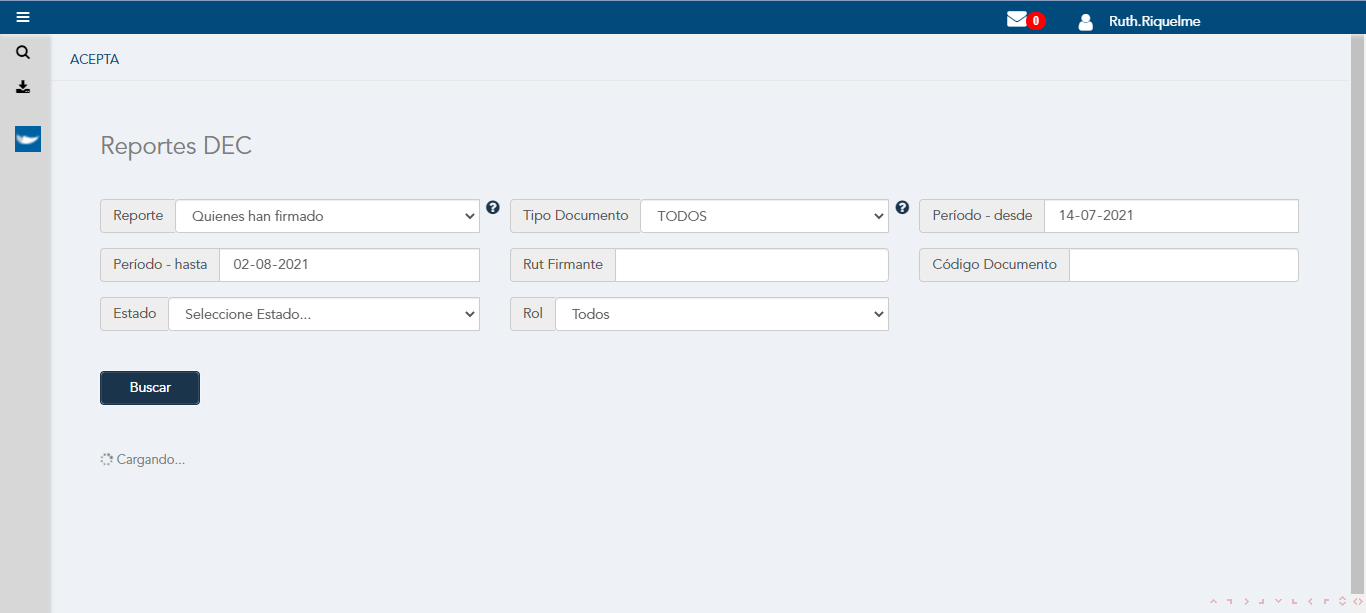 0 Ruth.Riquelme
ACEPTA
Reportes DEC
Reporte Quienes han firmado ? Tipo Documento TODOS ? Período - desde 14-07-2021
Período - hasta 02-08-2021 Rut Firmante Código Documento
Estado Seleccione Estado... Rol Todos
Buscar
Cargando...